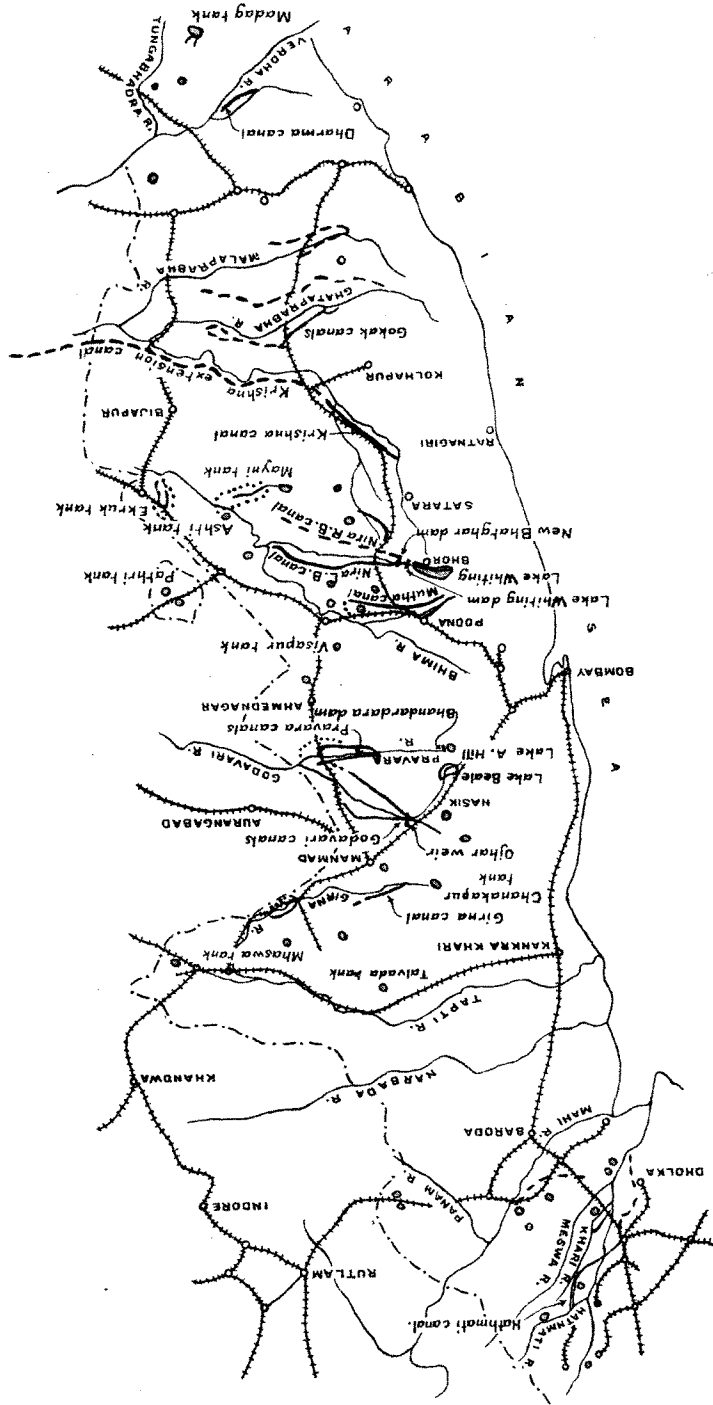 HATHMATI R.
Hathmati canal.
RUTLAM
KHARI R.
MESWA R.
INDORE
PANAM R.
DHOLKA
BARODA
MAHI R.
KHANDWA
NARBADA R.
TAPTI R.
Talvada tank
Mhaswa tank
KANKRA KHARI
Girna canal
GIRNA R.
Chanakapur
tank
MANMAD
Ojhar weir
Godavari canals
AURANGABAD
NASIK
Lake Beale
Lake A. Hill
PRAVARA R.
GODAVARI R.
Pravara canals
Bhandardara dam
AHMEDNAGAR
BOMBAY
BHIMA R.
Visapur tank
POONA
Lake Whiting dam
Mutha canal
Lake Whiting
Nira L.B. canal
Pathri tank
BHOR
New Bhatghar dam
Nira R.B. canal
SATARA
Ashti tank
Ekruk tank
Mayni tank
RATNAGIRI
Krishna canal
BIJAPUR
KOLHAPUR
Krishna extension canal
Gokak canals
GHATAPRABHA R.
MALAPRABHA R.
Dharma canal
VERDHA R.
TUNGABHADRA R.
Madag tank
ARABIAN SEA